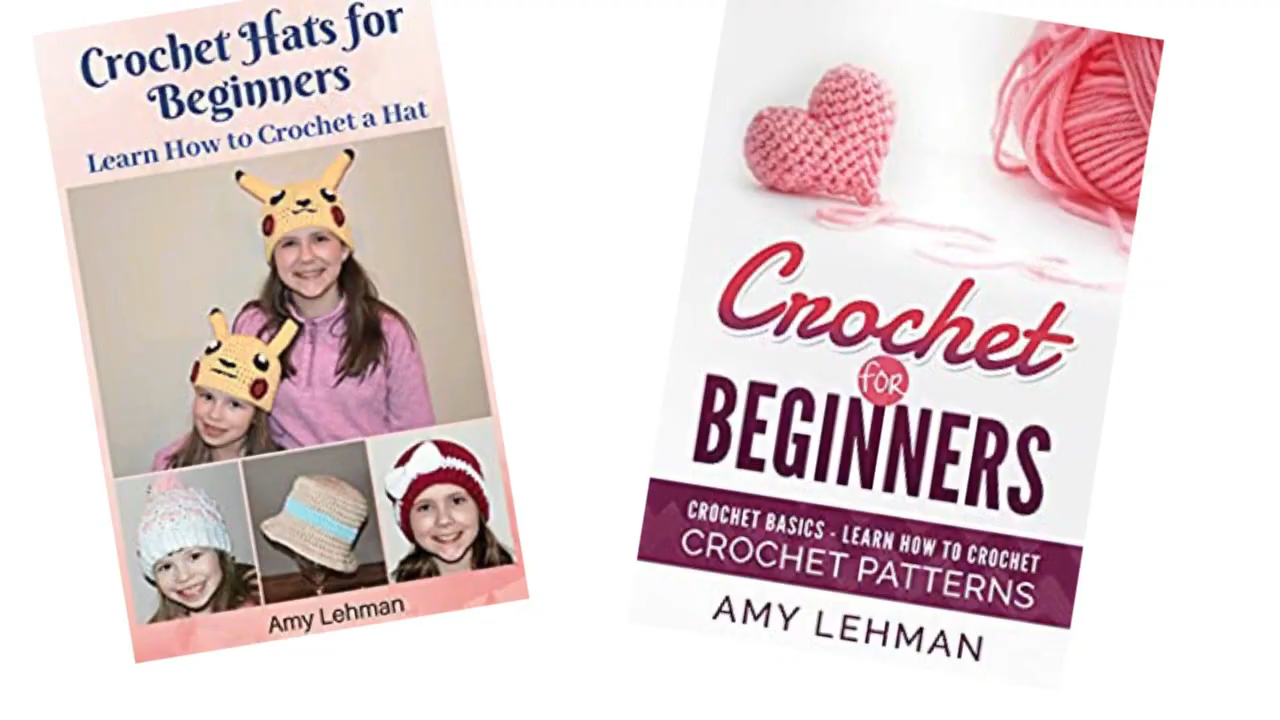 Crochet Hats for
Beginners
Learn How to Crochet a Hat
Amy Lehman
Crochet
for
BEGINNERS
CROCHET BASICS - LEARN HOW TO CROCHET
CROCHET PATTERNS
AMY LEHMAN